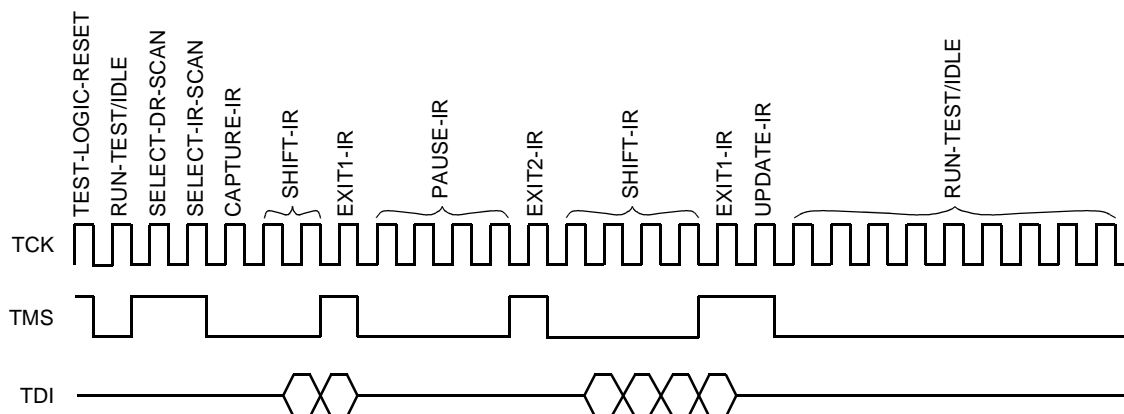 TEST-LOGIC-RESET
RUN-TEST/IDLE
SELECT-DR-SCAN
SELECT-IR-SCAN
CAPTURE-IR
SHIFT-IR
EXIT1-IR
PAUSE-IR
EXIT2-IR
SHIFT-IR
EXIT1-IR
UPDATE-IR
RUN-TEST/IDLE
TCK
TMS
TDI